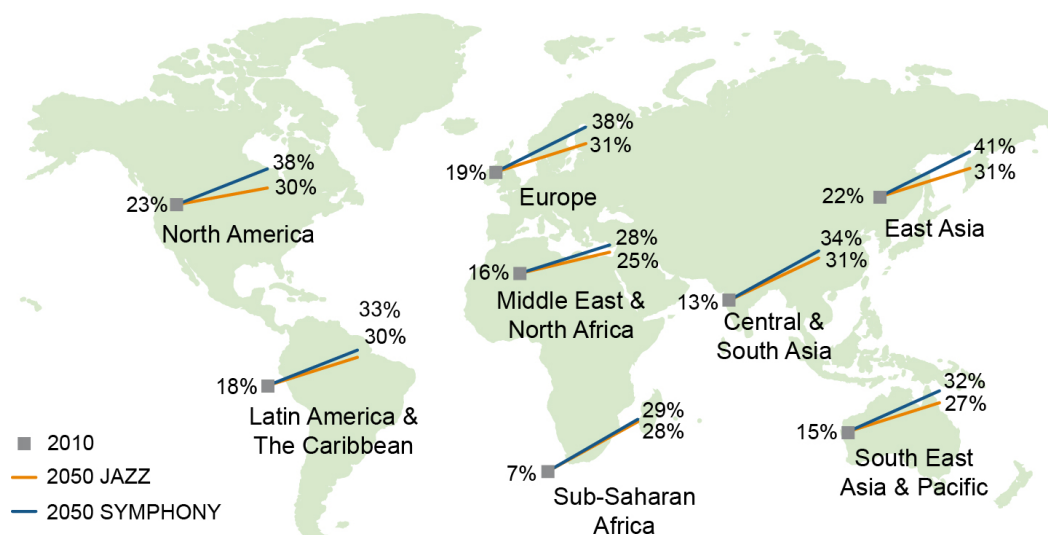 38%
30%
23%
North America
38%
31%
19%
Europe
41%
31%
22%
East Asia
28%
25%
16%
Middle East &
North Africa
34%
31%
13%
Central &
South Asia
33%
30%
18%
Latin America &
The Caribbean
29%
28%
7%
Sub-Saharan
Africa
32%
27%
15%
South East
Asia & Pacific
2010
2050 JAZZ
2050 SYMPHONY